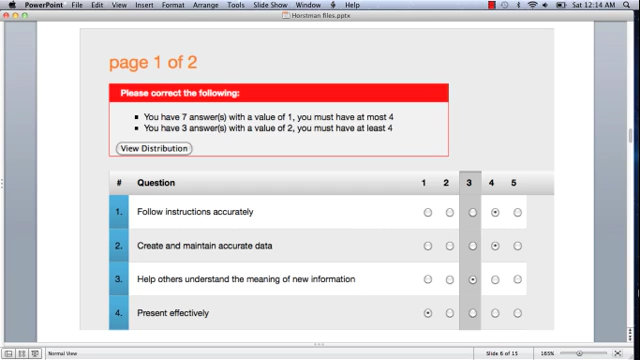 PowerPoint File Edit View Insert Format Arrange Tools Slide Show Window Help Sat 12:14 AM
Horstman files.pptx
page 1 of 2
Please correct the following:
You have 7 answer(s) with a value of 1, you must have at most 4
You have 3 answer(s) with a value of 2, you must have at least 4
View Distribution
# Question 1 2 3 4 5
1. Follow instructions accurately
2. Create and maintain accurate data
3. Help others understand the meaning of new information
4. Present effectively
Normal View Slide 6 of 15 185%